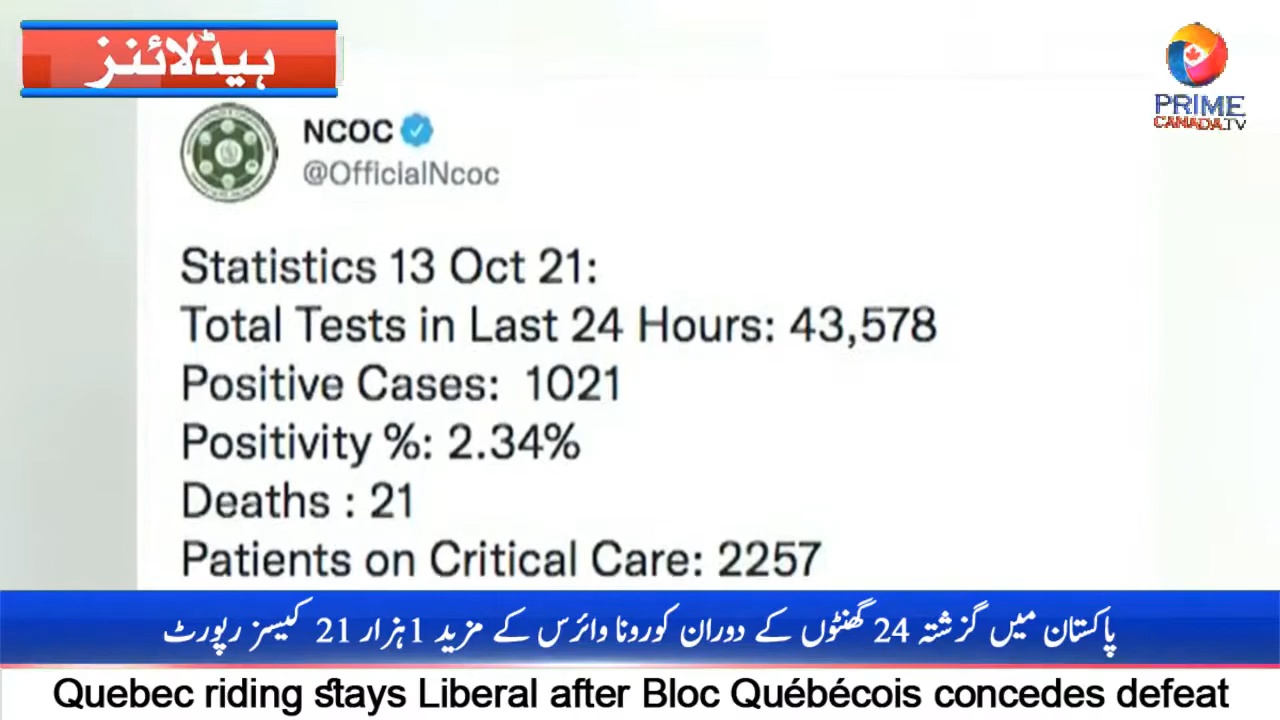 ہیڈلائنز
PRIME
CANADA.TV
NCOC
@OfficialNcoc
Statistics 13 Oct 21:
Total Tests in Last 24 Hours: 43,578
Positive Cases: 1021
Positivity %: 2.34%
Deaths : 21
Patients on Critical Care: 2257
پاکستان میں گزشتہ 24 گھنٹوں کے دوران کورونا وائرس کے مزید 1 ہزار 21 کیسز رپورٹ
Quebec riding stays Liberal after Bloc Québécois concedes defeat